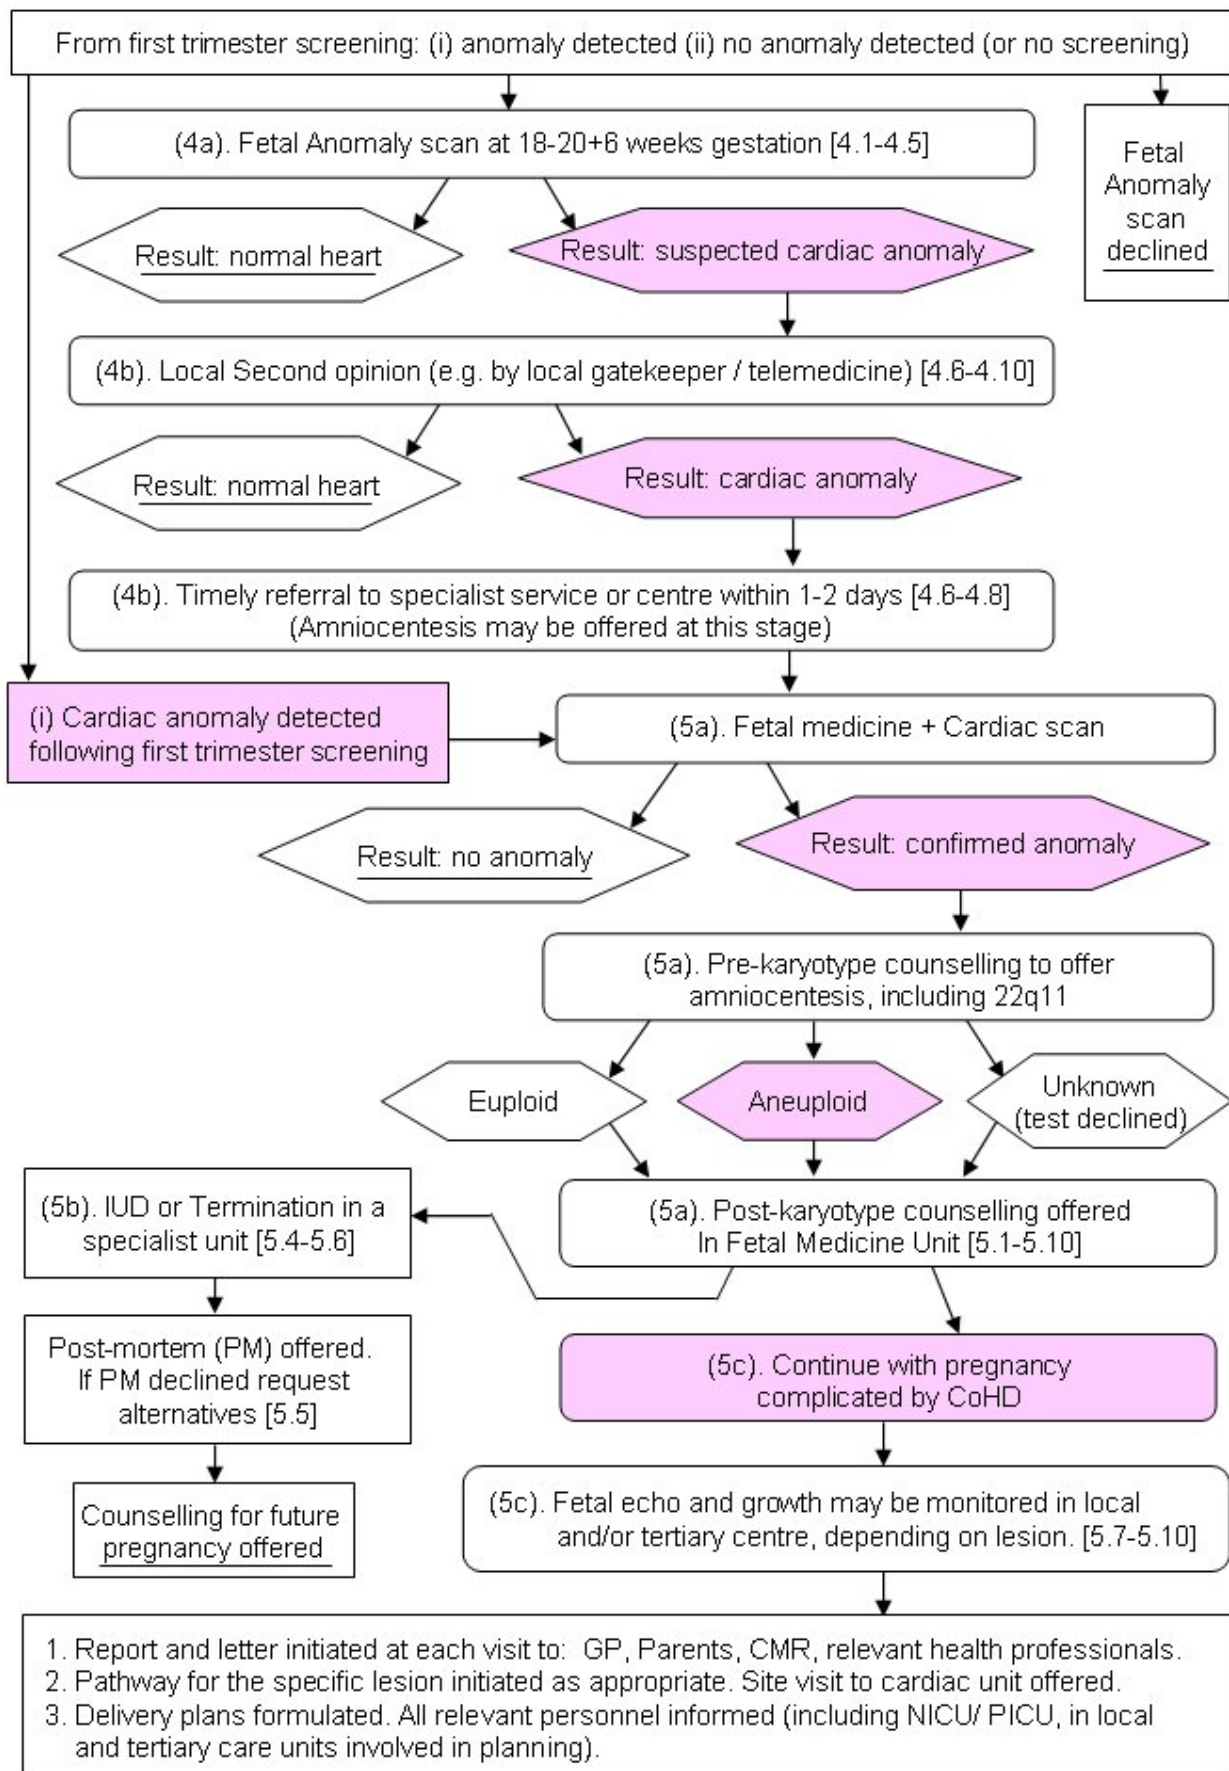 From first trimester screening: (i) anomaly detected (ii) no anomaly detected (or no screening)
(4a). Fetal Anomaly scan at 18-20+6 weeks gestation [4.1-4.5]
Fetal
Anomaly
scan
declined
Result: normal heart
Result: suspected cardiac anomaly
(4b). Local Second opinion (e.g. by local gatekeeper / telemedicine) [4.6-4.10]
Result: normal heart
Result: cardiac anomaly
(4b). Timely referral to specialist service or centre within 1-2 days [4.6-4.8]
(Amniocentesis may be offered at this stage)
(i) Cardiac anomaly detected
following first trimester screening
(5a). Fetal medicine + Cardiac scan
Result: no anomaly
Result: confirmed anomaly
(5a). Pre-karyotype counselling to offer
amniocentesis, including 22q11
Euploid
Aneuploid
Unknown
(test declined)
(5b). IUD or Termination in a
specialist unit [5.4-5.6]
(5a). Post-karyotype counselling offered
In Fetal Medicine Unit [5.1-5.10]
Post-mortem (PM) offered.
If PM declined request
alternatives [5.5]
(5c). Continue with pregnancy
complicated by CoHD
Counselling for future
pregnancy offered
(5c). Fetal echo and growth may be monitored in local
and/or tertiary centre, depending on lesion. [5.7-5.10]
1. Report and letter initiated at each visit to:  GP, Parents, CMR, relevant health professionals.
2. Pathway for the specific lesion initiated as appropriate. Site visit to cardiac unit offered.
3. Delivery plans formulated. All relevant personnel informed (including NICU/ PICU, in local
and tertiary care units involved in planning).